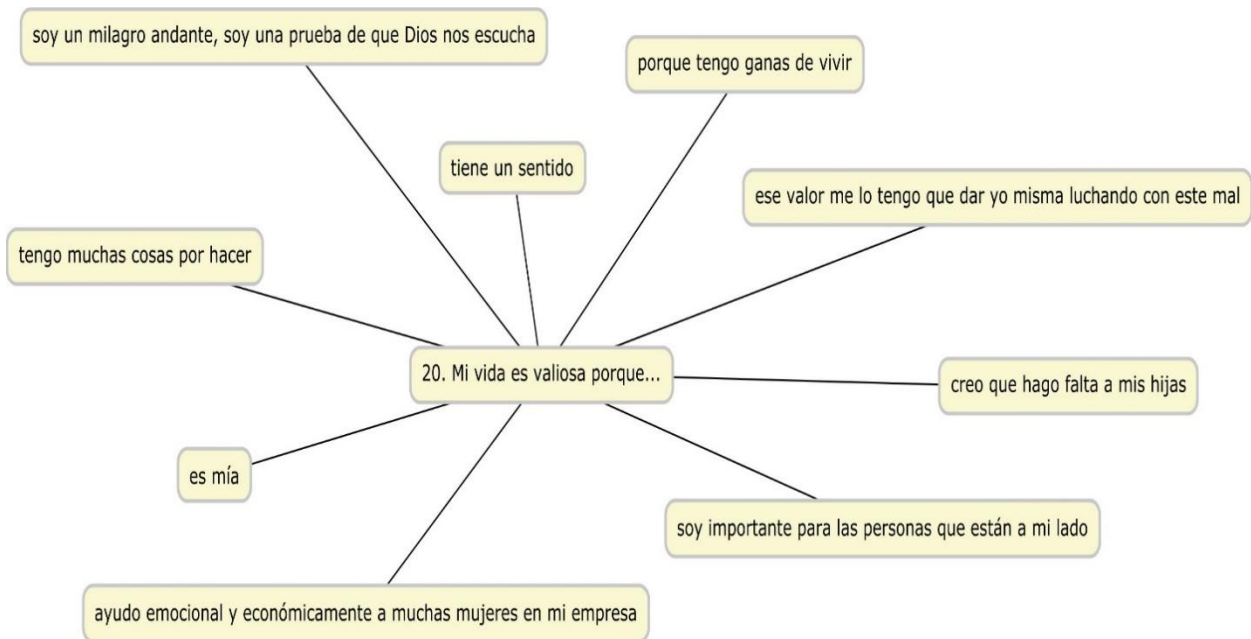 soy un milagro andante, soy una prueba de que Dios nos escucha
porque tengo ganas de vivir
tiene un sentido
ese valor me lo tengo que dar yo misma luchando con este mal
tengo muchas cosas por hacer
20. Mi vida es valiosa porque...
creo que hago falta a mis hijas
es mía
soy importante para las personas que están a mi lado
ayudo emocional y económicamente a muchas mujeres en mi empresa